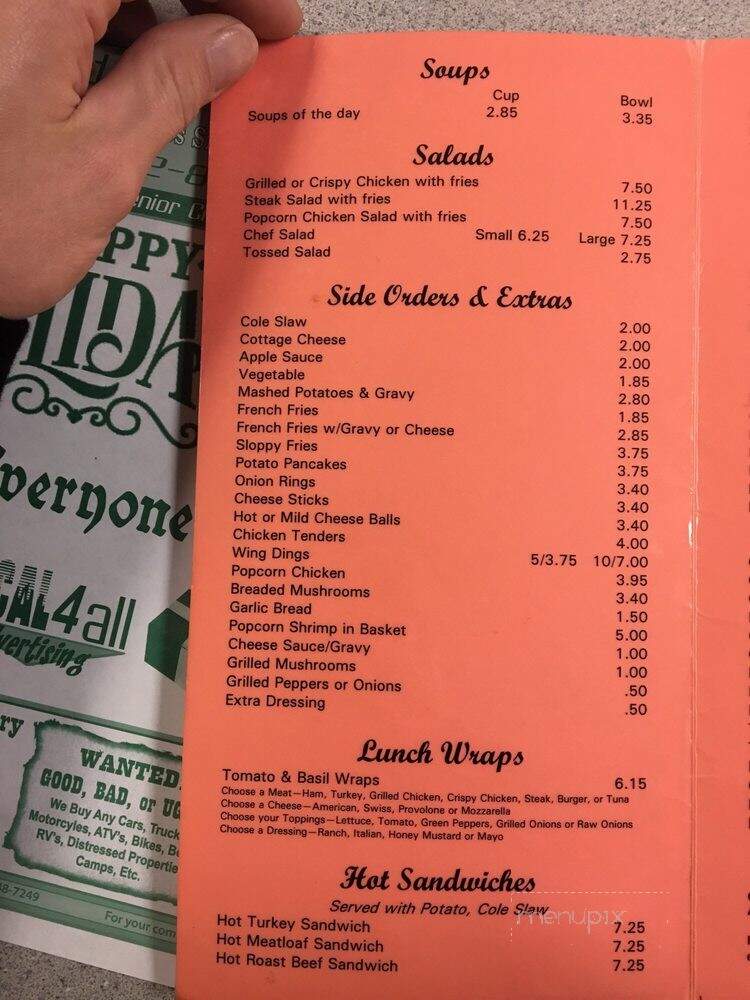 Soups
Cup Bowl
Soups of the day 2.85 3.35
Salads
Grilled or Crispy Chicken with fries 7.50
Steak Salad with fries 11.25
Popcorn Chicken Salad with fries 7.50
Chef Salad Small 6.25 Large 7.25
Tossed Salad 2.75
Side Orders & Extras
Cole Slaw 2.00
Cottage Cheese 2.00
Apple Sauce 2.00
Vegetable 1.85
Mashed Potatoes & Gravy 2.80
French Fries 1.85
French Fries w/Gravy or Cheese 2.85
Sloppy Fries 3.75
Potato Pancakes 3.75
Onion Rings 3.40
Cheese Sticks 3.40
Hot or Mild Cheese Balls 3.40
Chicken Tenders 4.00
Wing Dings 5/3.75 10/7.00
Popcorn Chicken 3.95
Breaded Mushrooms 3.40
Garlic Bread 1.50
Popcorn Shrimp in Basket 5.00
Cheese Sauce/Gravy 1.00
Grilled Mushrooms 1.00
Grilled Peppers or Onions .50
Extra Dressing .50
Lunch Wraps
Tomato & Basil Wraps 6.15
Choose a Meat—Ham, Turkey, Grilled Chicken, Crispy Chicken, Steak, Burger, or Tuna
Choose a Cheese—American, Swiss, Provolone or Mozzarella
Choose your Toppings—Lettuce, Tomato, Green Peppers, Grilled Onions or Raw Onions
Choose a Dressing—Ranch, Italian, Honey Mustard or Mayo
Hot Sandwiches
Served with Potato, Cole Slaw
Hot Turkey Sandwich 7.25
Hot Meatloaf Sandwich 7.25
Hot Roast Beef Sandwich 7.25
menupix
4all
WANTED
GOOD, BAD, or
We Buy Any Cars,
Motorcyles, ATV's, Bikes,
RV's, Distressed
Camps, Etc.
8-7249
For your